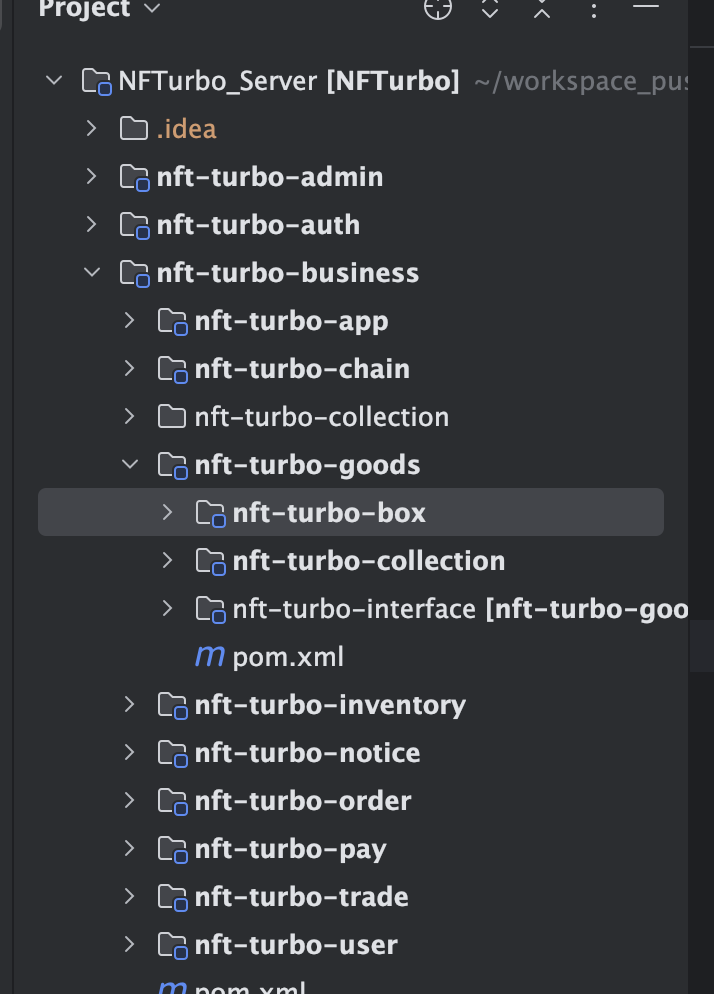 Project
NFTurbo_Server [NFTurbo] ~/workspace_pus
.idea
nft-turbo-admin
nft-turbo-auth
nft-turbo-business
nft-turbo-app
nft-turbo-chain
nft-turbo-collection
nft-turbo-goods
nft-turbo-box
nft-turbo-collection
nft-turbo-interface [nft-turbo-goo
m pom.xml
nft-turbo-inventory
nft-turbo-notice
nft-turbo-order
nft-turbo-pay
nft-turbo-trade
nft-turbo-user
m pom.xml